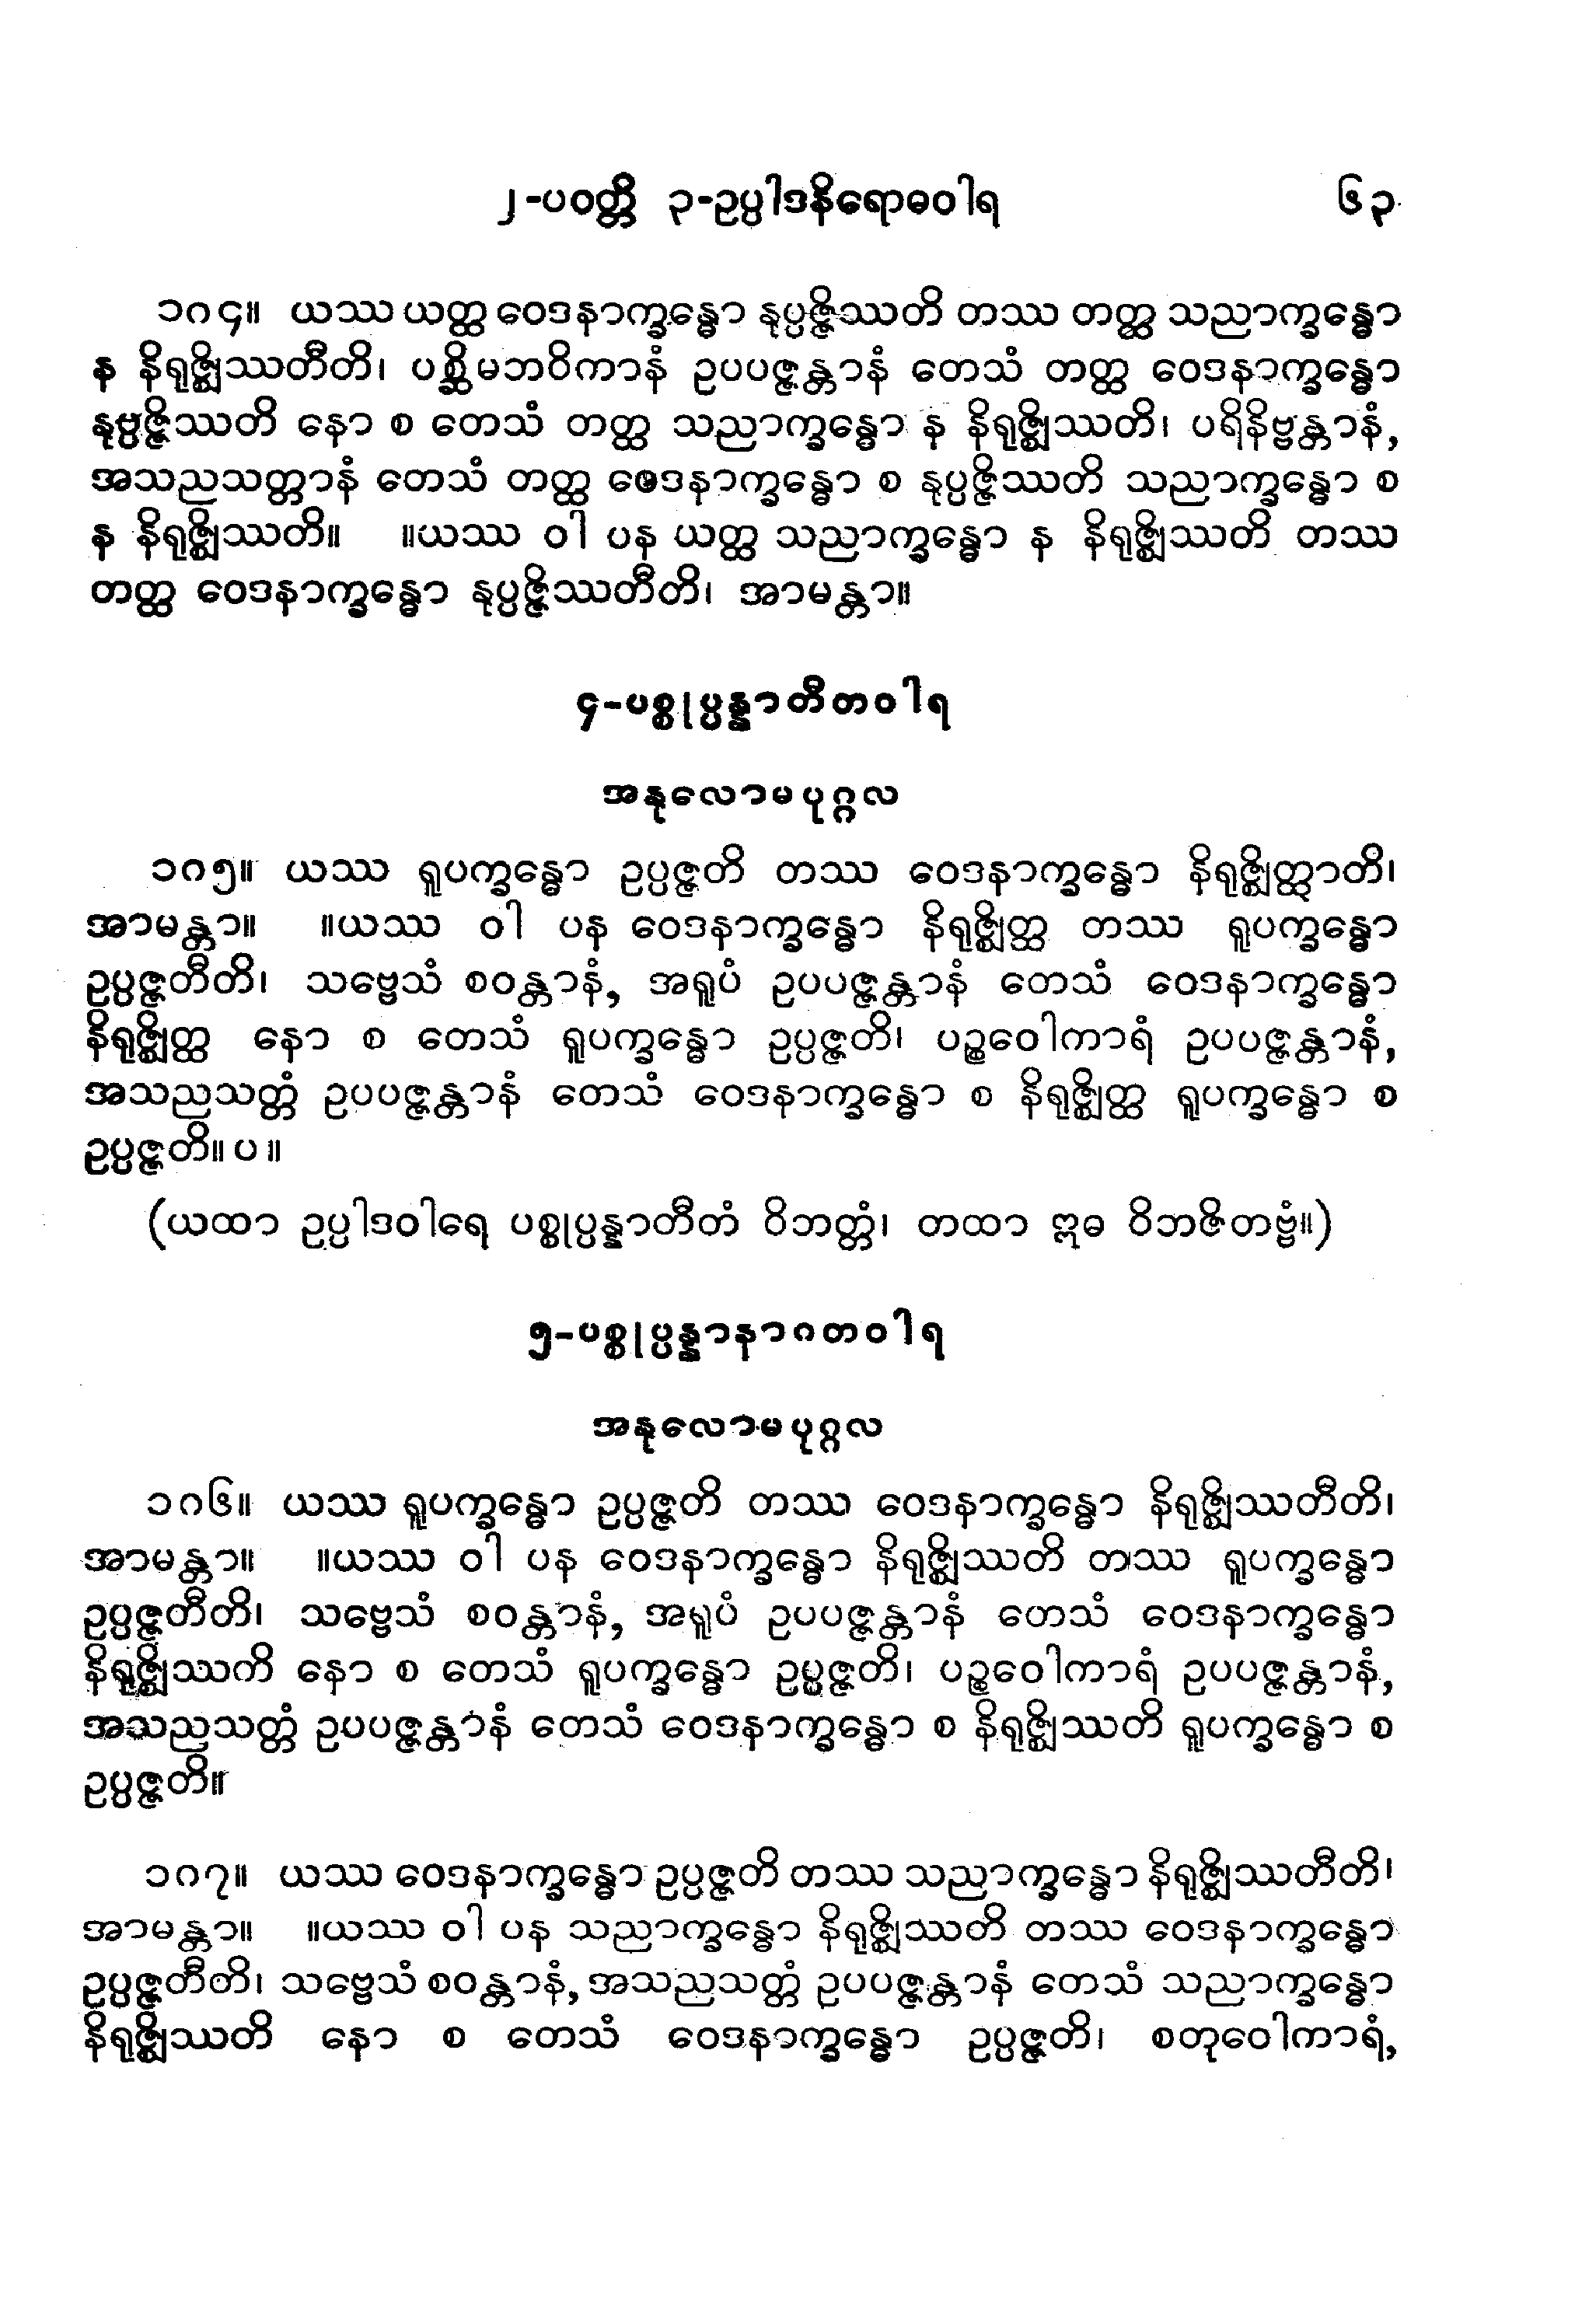 ၂-ပဝတ္တိ ၃-ဥပ္ပါဒနိရောဓဝါရ ၆၃
၁၈၄။ ယဿ ယတ္ထ ဝေဒနာက္ခန္ဓော နုပ္ပဇ္ဇိဿတိ တဿ တတ္ထ သညာက္ခန္ဓော
န နိရုဇ္ဈိဿတီတိ၊ ပစ္ဆိမဘဝိကာနံ ဥပပဇ္ဇန္တာနံ တေသံ တတ္ထ ဝေဒနာက္ခန္ဓော
နုပ္ပဇ္ဇိဿတိ နော စ တေသံ တတ္ထ သညာက္ခန္ဓော န နိရုဇ္ဈိဿတိ၊ ပရိနိဗ္ဗန္တာနံ,
အသညသတ္တာနံ တေသံ တတ္ထ ဝေဒနာက္ခန္ဓော စ နုပ္ပဇ္ဇိဿတိ သညာက္ခန္ဓော စ
န နိရုဇ္ဈိဿတိ။ ။ယဿ ဝါ ပန ယတ္ထ သညာက္ခန္ဓော န နိရုဇ္ဈိဿတိ တဿ
တတ္ထ ဝေဒနာက္ခန္ဓော နုပ္ပဇ္ဇိဿတီတိ၊ အာမန္တာ။
၄-ပစ္စုပ္ပန္နာတီတဝါရ
အနုလောမပုဂ္ဂလ
၁၈၅။ ယဿ ရူပက္ခန္ဓော ဥပ္ပဇ္ဇတိ တဿ ဝေဒနာက္ခန္ဓော နိရုဇ္ဈိတ္ထာတိ၊
အာမန္တာ။ ။ယဿ ဝါ ပန ဝေဒနာက္ခန္ဓော နိရုဇ္ဈိတ္ထ တဿ ရူပက္ခန္ဓော
ဥပ္ပဇ္ဇတီတိ၊ သဗ္ဗေသံ စဝန္တာနံ, အရူပံ ဥပပဇ္ဇန္တာနံ တေသံ ဝေဒနာက္ခန္ဓော
နိရုဇ္ဈိတ္ထ နော စ တေသံ ရူပက္ခန္ဓော ဥပ္ပဇ္ဇတိ၊ ပဉ္စဝေါကာရံ ဥပပဇ္ဇန္တာနံ,
အသညသတ္တံ ဥပပဇ္ဇန္တာနံ တေသံ ဝေဒနာက္ခန္ဓော စ နိရုဇ္ဈိတ္ထ ရူပက္ခန္ဓော စ
ဥပ္ပဇ္ဇတိ။ ပ ။
(ယထာ ဥပ္ပါဒဝါရေ ပစ္စုပ္ပန္နာတီတံ ဝိဘတ္တံ၊ တထာ ဣဓ ဝိဘဇိတဗ္ဗံ။)
၅-ပစ္စုပ္ပန္နာနာဂတဝါရ
အနုလောမပုဂ္ဂလ
၁၈၆။ ယဿ ရူပက္ခန္ဓော ဥပ္ပဇ္ဇတိ တဿ ဝေဒနာက္ခန္ဓော နိရုဇ္ဈိဿတီတိ၊
အာမန္တာ။ ။ယဿ ဝါ ပန ဝေဒနာက္ခန္ဓော နိရုဇ္ဈိဿတိ တဿ ရူပက္ခန္ဓော
ဥပ္ပဇ္ဇတီတိ၊ သဗ္ဗေသံ စဝန္တာနံ, အရူပံ ဥပပဇ္ဇန္တာနံ တေသံ ဝေဒနာက္ခန္ဓော
နိရုဇ္ဈိဿတိ နော စ တေသံ ရူပက္ခန္ဓော ဥပ္ပဇ္ဇတိ၊ ပဉ္စဝေါကာရံ ဥပပဇ္ဇန္တာနံ,
အသညသတ္တံ ဥပပဇ္ဇန္တာနံ တေသံ ဝေဒနာက္ခန္ဓော စ နိရုဇ္ဈိဿတိ ရူပက္ခန္ဓော စ
ဥပ္ပဇ္ဇတိ။
၁၈၇။ ယဿ ဝေဒနာက္ခန္ဓော ဥပ္ပဇ္ဇတိ တဿ သညာက္ခန္ဓော နိရုဇ္ဈိဿတီတိ၊
အာမန္တာ။ ။ယဿ ဝါ ပန သညာက္ခန္ဓော နိရုဇ္ဈိဿတိ တဿ ဝေဒနာက္ခန္ဓော
ဥပ္ပဇ္ဇတီတိ၊ သဗ္ဗေသံ စဝန္တာနံ, အသညသတ္တံ ဥပပဇ္ဇန္တာနံ တေသံ သညာက္ခန္ဓော
နိရုဇ္ဈိဿတိ နော စ တေသံ ဝေဒနာက္ခန္ဓော ဥပ္ပဇ္ဇတိ၊ စတုဝေါကာရံ,